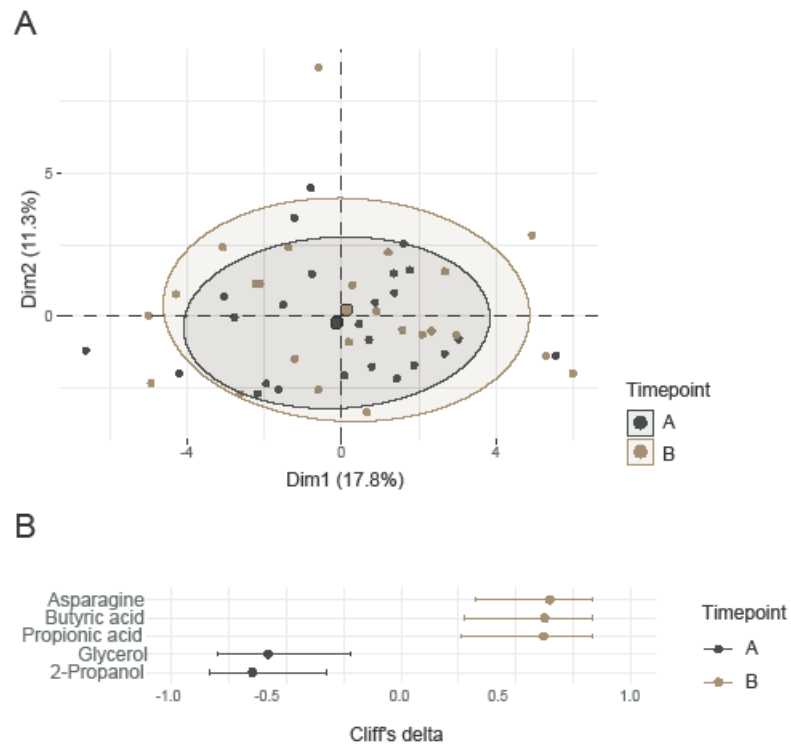 A
Dim2 (11.3%)
5
0
-4
0
4
Dim1 (17.8%)
Timepoint
A
B
B
Asparagine
Butyric acid
Propionic acid
Glycerol
2-Propanol
-1.0
-0.5
0.0
0.5
1.0
Cliff's delta
Timepoint
A
B